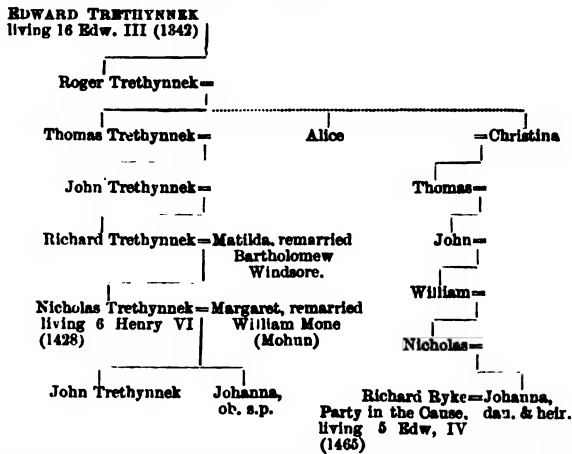 EDWARD TRETHYNNEK
living 16 Edw. III (1342)
Roger Trethynnek=
Thomas Trethynnek=
Alice
=Christina
John Trethynnek=
Thomas=
Richard Trethynnek=Matilda, remarried
Bartholomew
Windsore.
John=
William=
Nicholas Trethynnek=Margaret, remarried
living 6 Henry VI
(1428)
William Mone
(Mohun)
Nicholas=
John Trethynnek
Johanna,
ob. s.p.
Richard Ryke=Johanna,
Party in the Cause, dau. & heir.
living 5 Edw, IV
(1465)